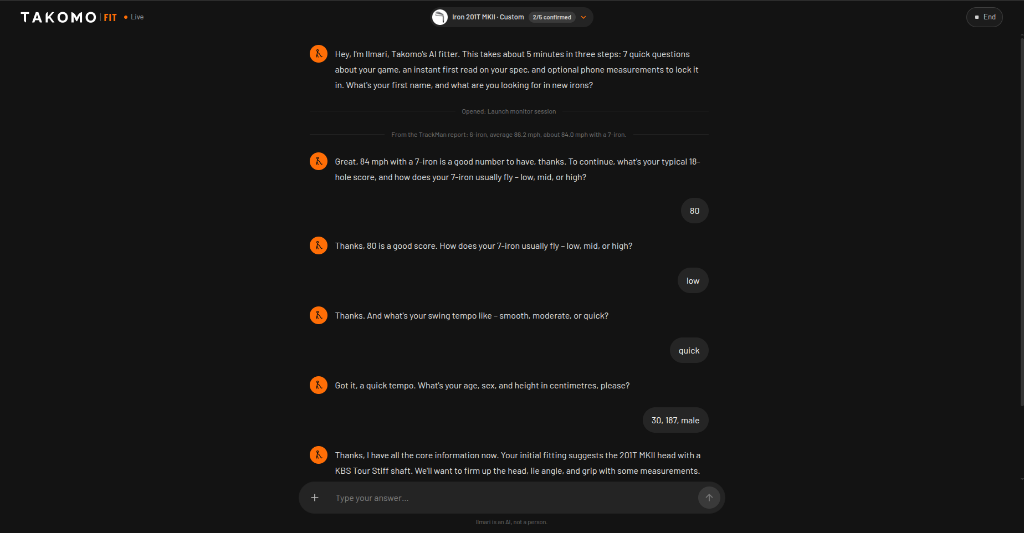 TAKOMO | FIT • Live
Iron 201T MKII · Custom 2/5 confirmed
End
Hey, I'm Ilmari, Takomo's AI fitter. This takes about 5 minutes in three steps: 7 quick questions
about your game, an instant first read on your spec, and optional phone measurements to lock it
in. What's your first name, and what are you looking for in new irons?
Opened: Launch monitor session
From the TrackMan report: 6-iron, average 86.2 mph, about 84.0 mph with a 7-iron.
Great, 84 mph with a 7-iron is a good number to have, thanks. To continue, what's your typical 18-
hole score, and how does your 7-iron usually fly – low, mid, or high?
80
Thanks, 80 is a good score. How does your 7-iron usually fly – low, mid, or high?
low
Thanks. And what's your swing tempo like – smooth, moderate, or quick?
quick
Got it, a quick tempo. What's your age, sex, and height in centimetres, please?
30, 187, male
Thanks, I have all the core information now. Your initial fitting suggests the 201T MKII head with a
KBS Tour Stiff shaft. We'll want to firm up the head, lie angle, and grip with some measurements.
Type your answer...
Ilmari is an AI, not a person.